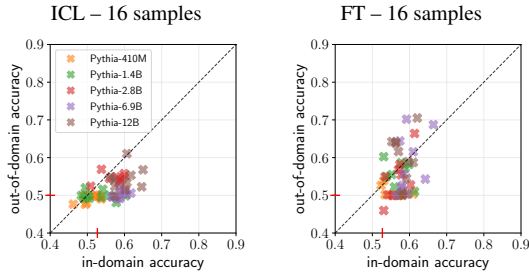 ICL – 16 samples
FT – 16 samples
out-of-domain accuracy
0.9
0.8
0.7
0.6
0.5
0.4
Pythia-410M
Pythia-1.4B
Pythia-2.8B
Pythia-6.9B
Pythia-12B
0.4 0.5 0.6 0.7 0.8 0.9
in-domain accuracy
out-of-domain accuracy
0.9
0.8
0.7
0.6
0.5
0.4
0.4 0.5 0.6 0.7 0.8 0.9
in-domain accuracy